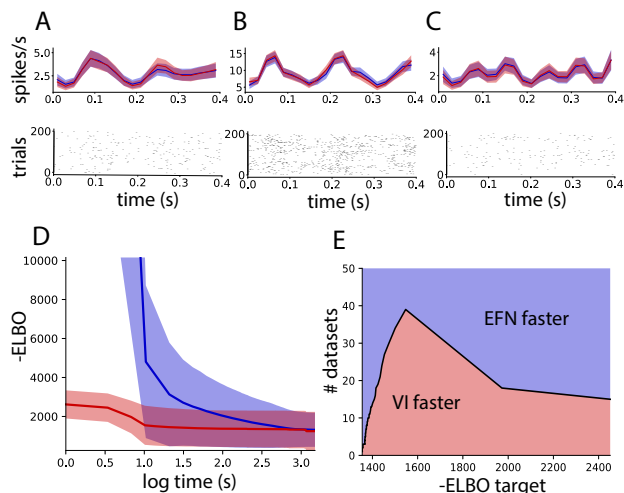 A
B
C
spikes/s
5.0
2.5
0.0 0.1 0.2 0.3 0.4
15
10
5
0.0 0.1 0.2 0.3 0.4
4
2
0.0 0.1 0.2 0.3 0.4
trials
200
0
0.0 0.1 0.2 0.3 0.4
time (s)
200
0
0.0 0.1 0.2 0.3 0.4
time (s)
200
0
0.0 0.1 0.2 0.3 0.4
time (s)
D
-ELBO
10000
8000
6000
4000
2000
0.0 0.5 1.0 1.5 2.0 2.5 3.0
log time (s)
E
# datasets
50
40
30
20
10
0
EFN faster
VI faster
1400 1600 1800 2000 2200 2400
-ELBO target